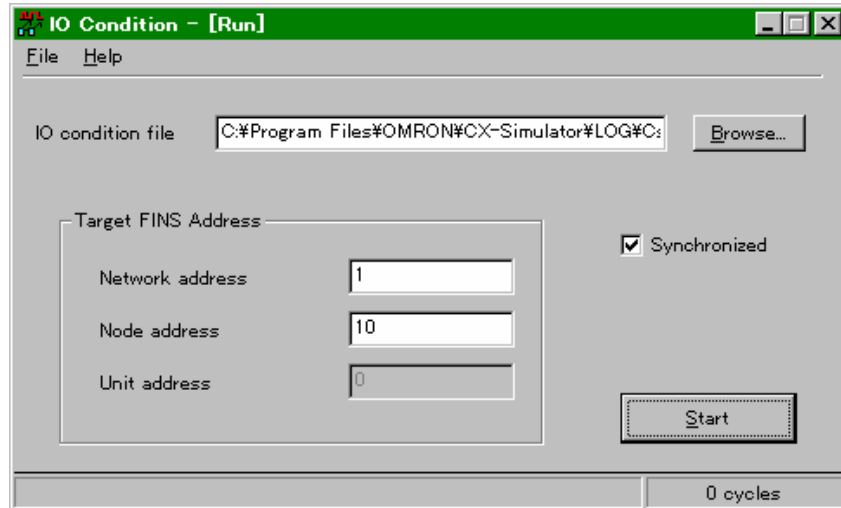 IO Condition - [Run]
File Help
IO condition file C:¥Program Files¥OMRON¥CX-Simulator¥LOG¥Cs Browse...
Target FINS Address
Synchronized
Network address 1
Node address 10
Unit address 0
Start
0 cycles